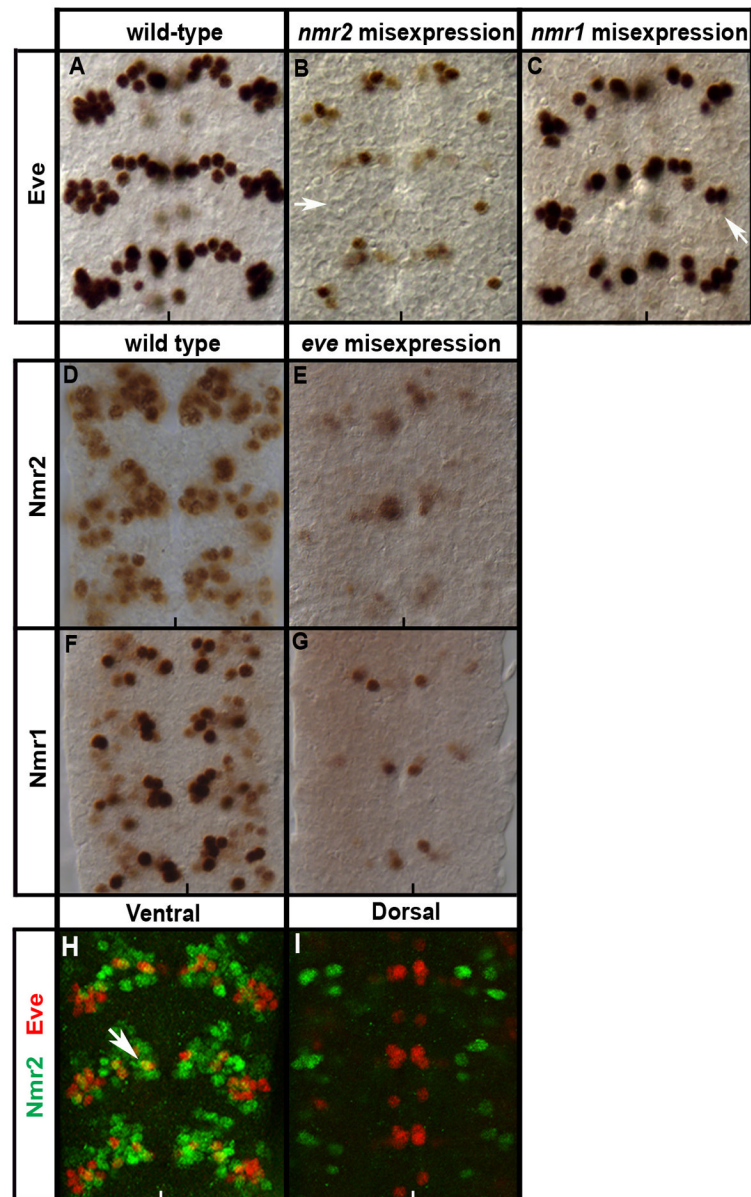 wild-type
nmr2 misexpression
nmr1 misexpression
Eve
A
B
C
wild type
eve misexpression
Nmr2
D
E
Nmr1
F
G
Ventral
Dorsal
Nmr2 Eve
H
I